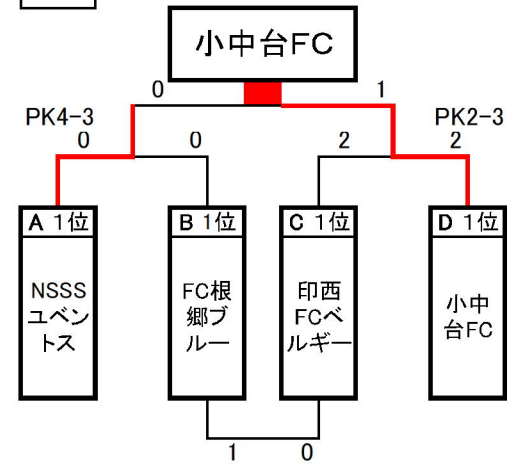 小中台FC
0 1
PK4-3 PK2-3
0 0 2 2
A 1位 B 1位 C 1位 D 1位
NSSS
ユベン
トス
FC根
郷ブ
ルー
印西
FCベ
ルギー
小中
台FC
1 0